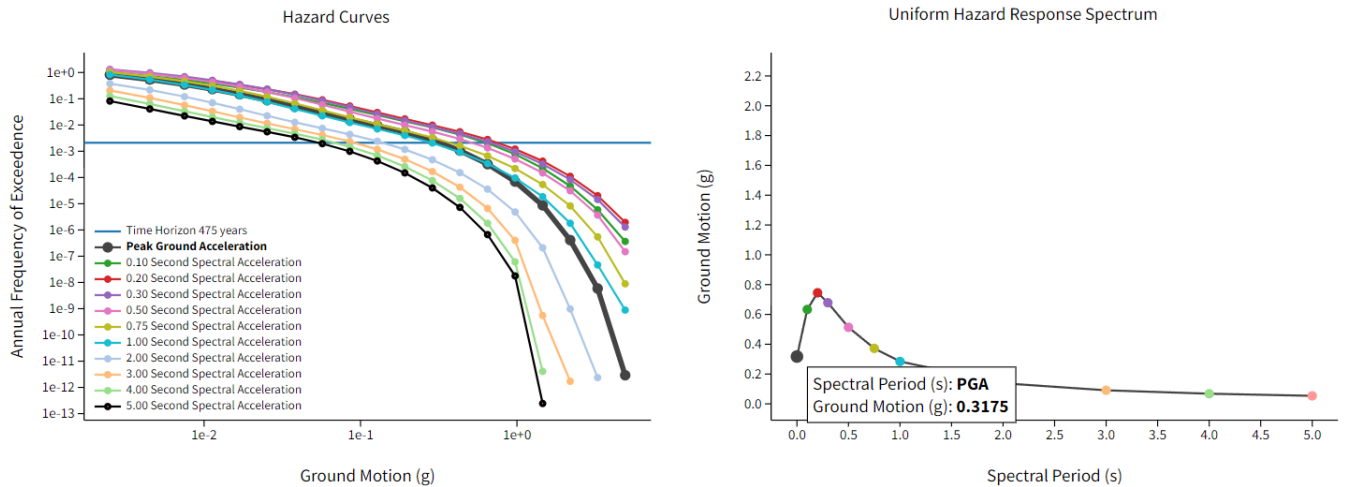 Hazard Curves
Annual Frequency of Exceedence
1e+0
1e-1
1e-2
1e-3
1e-4
1e-5
1e-6
1e-7
1e-8
1e-9
1e-10
1e-11
1e-12
1e-13
Time Horizon 475 years
Peak Ground Acceleration
0.10 Second Spectral Acceleration
0.20 Second Spectral Acceleration
0.30 Second Spectral Acceleration
0.50 Second Spectral Acceleration
0.75 Second Spectral Acceleration
1.00 Second Spectral Acceleration
2.00 Second Spectral Acceleration
3.00 Second Spectral Acceleration
4.00 Second Spectral Acceleration
5.00 Second Spectral Acceleration
1e-2 1e-1 1e+0
Ground Motion (g)
Uniform Hazard Response Spectrum
Ground Motion (g)
2.2
2.0
1.8
1.6
1.4
1.2
1.0
0.8
0.6
0.4
0.2
0.0
Spectral Period (s): PGA
Ground Motion (g): 0.3175
0.0 0.5 1.0 1.5 2.0 2.5 3.0 3.5 4.0 4.5 5.0
Spectral Period (s)